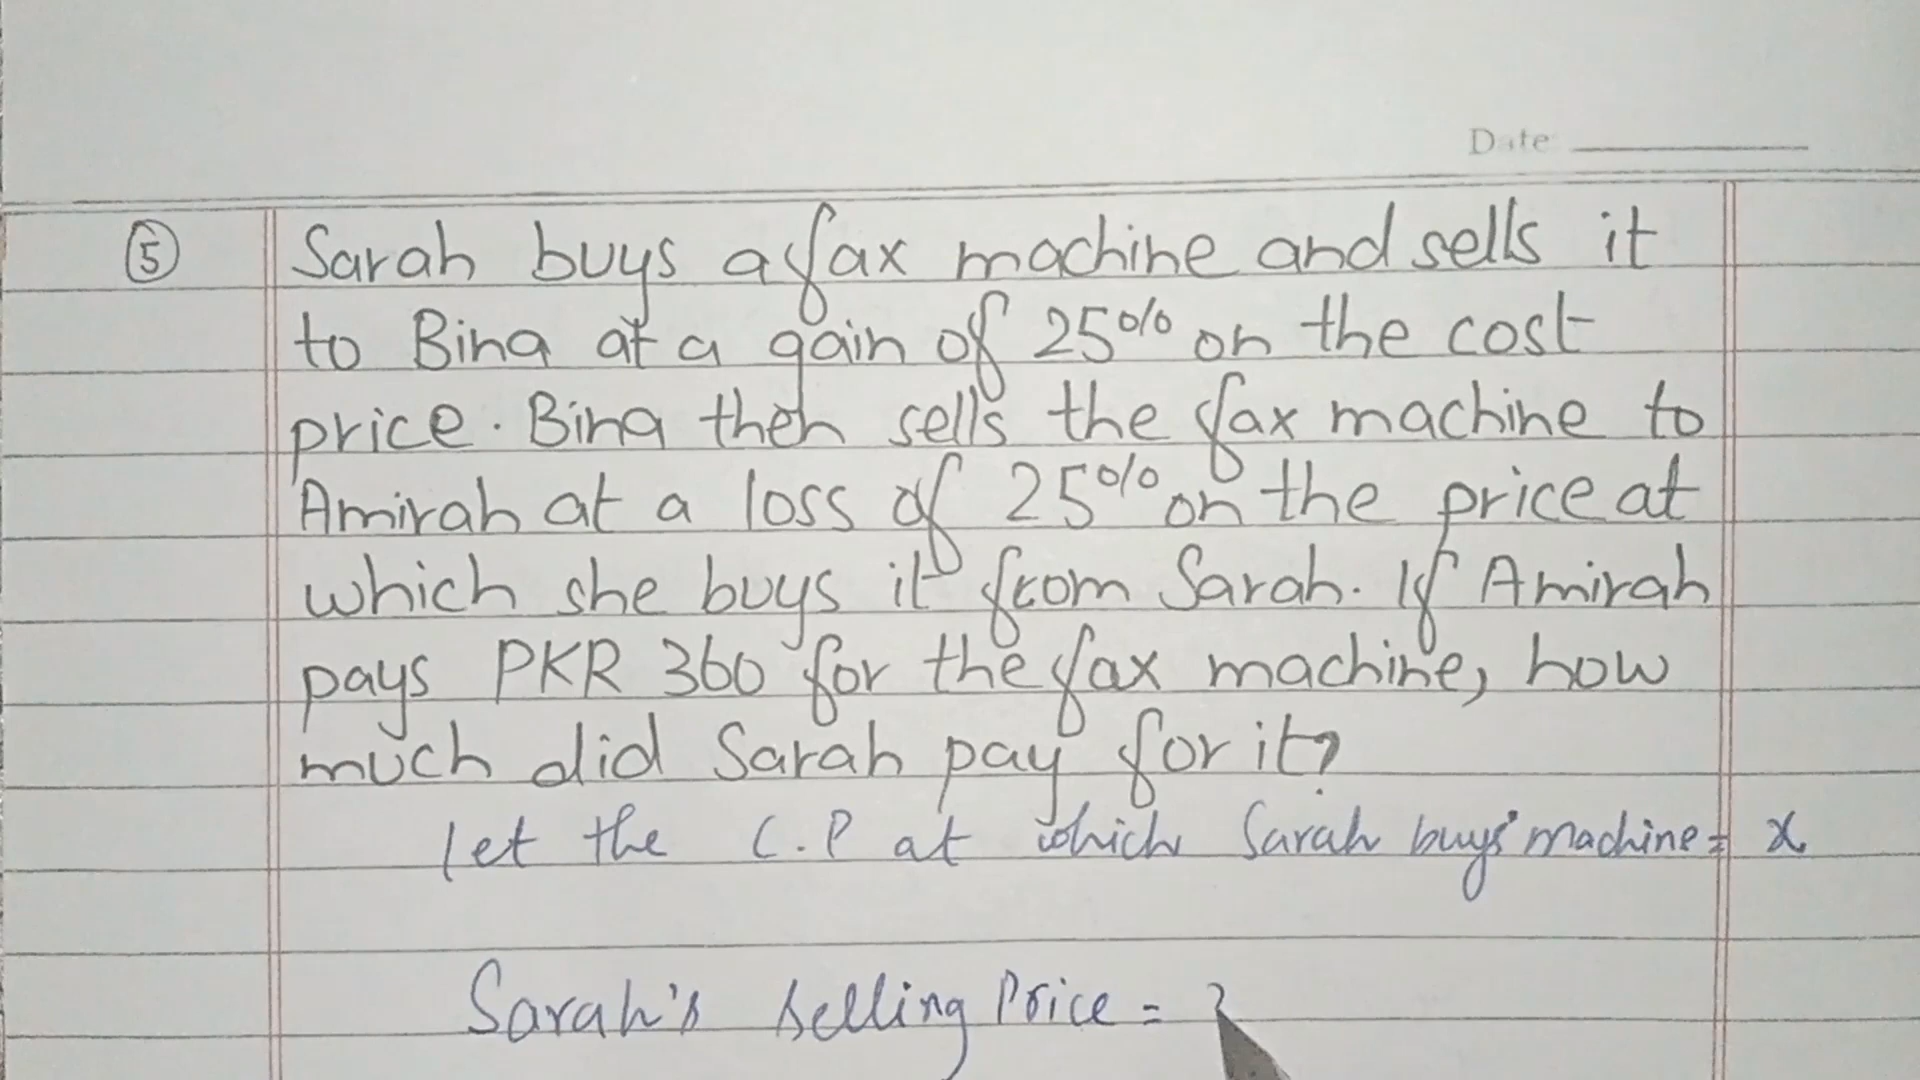 Date
5 Sarah buys a fax machine and sells it
to Bina at a gain of 25% on the cost
price. Bina then sells the fax machine to
Amirah at a loss of 25% on the price at
which she buys it from Sarah. If Amirah
pays PKR 360 for the fax machine, how
much did Sarah pay for it?
Let the C.P at which Sarah buys machine = x
Sarah's Selling Price =